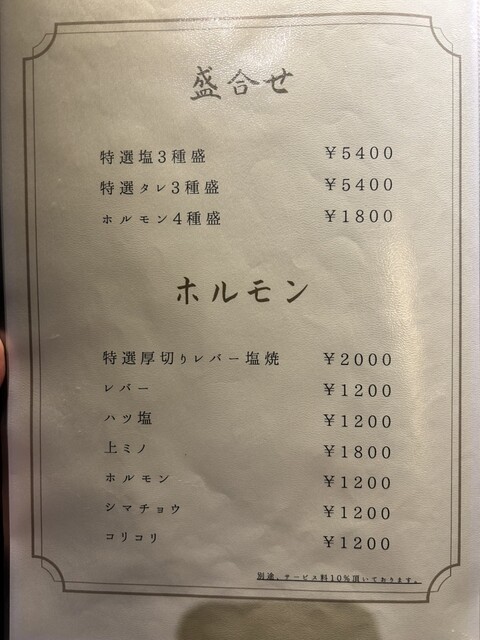 盛合せ
特選塩3種盛 ¥5400
特選タレ3種盛 ¥5400
ホルモン4種盛 ¥1800
ホルモン
特選厚切りレバー塩焼 ¥2000
レバー ¥1200
ハツ塩 ¥1200
上ミノ ¥1800
ホルモン ¥1200
シマチョウ ¥1200
コリコリ ¥1200
別途、サービス料10%頂いております。